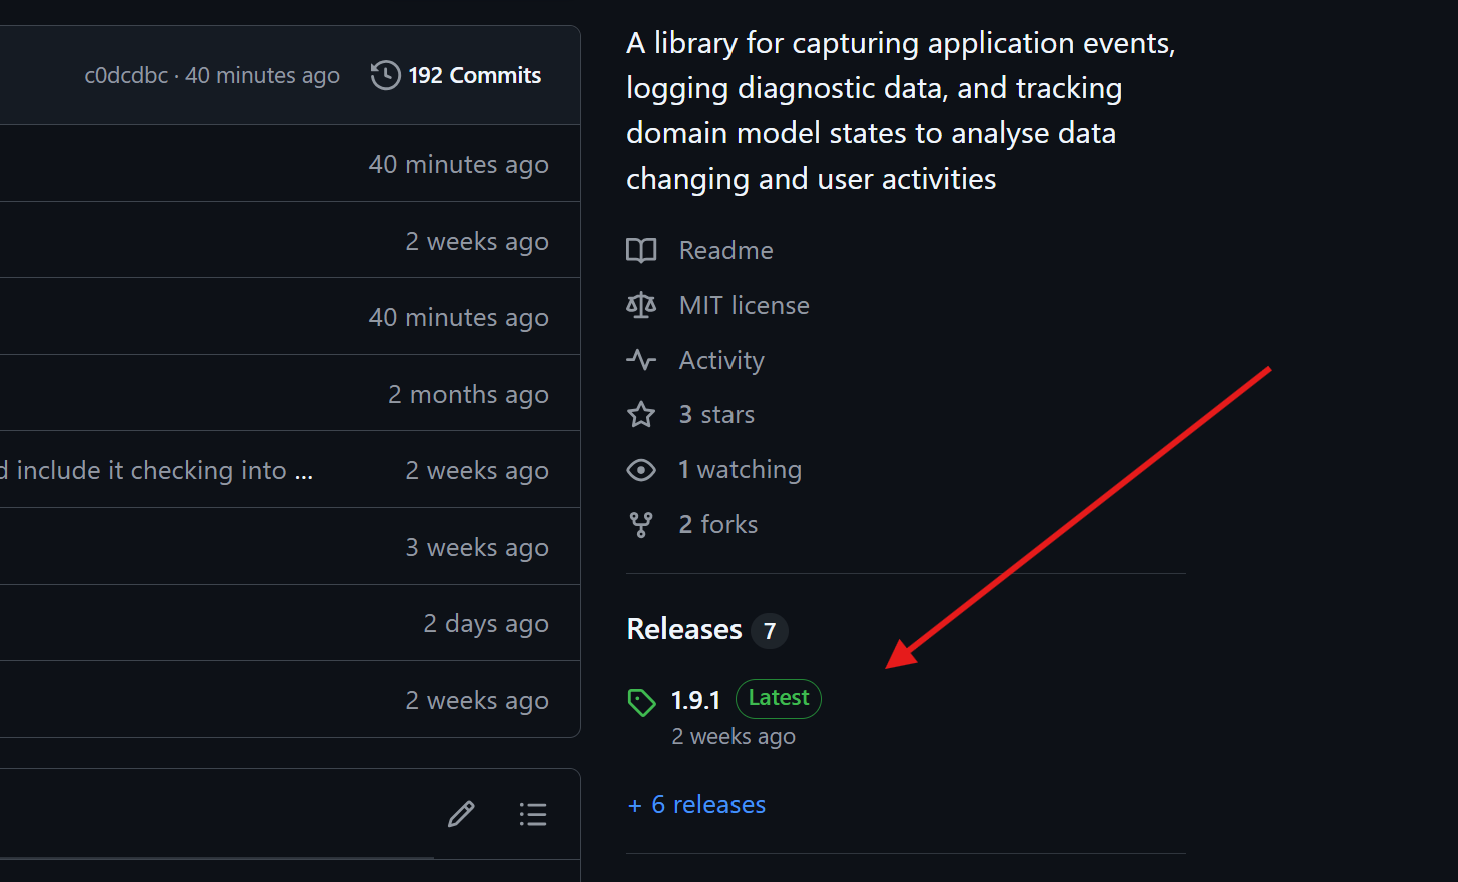 c0dcdbc · 40 minutes ago 192 Commits
40 minutes ago
2 weeks ago
40 minutes ago
2 months ago
include it checking into ... 2 weeks ago
3 weeks ago
2 days ago
2 weeks ago
A library for capturing application events,
logging diagnostic data, and tracking
domain model states to analyse data
changing and user activities
Readme
MIT license
Activity
3 stars
1 watching
2 forks
Releases 7
1.9.1 Latest
2 weeks ago
+ 6 releases